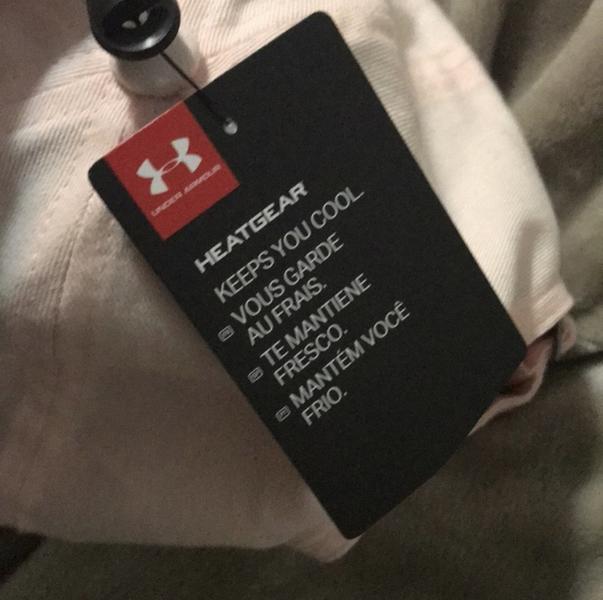 UNDER ARMOUR
HEATGEAR
KEEPS YOU COOL.
VOUS GARDE
AU FRAIS.
TE MANTIENE
FRESCO.
MANTÉM VOCÊ
FRIO.